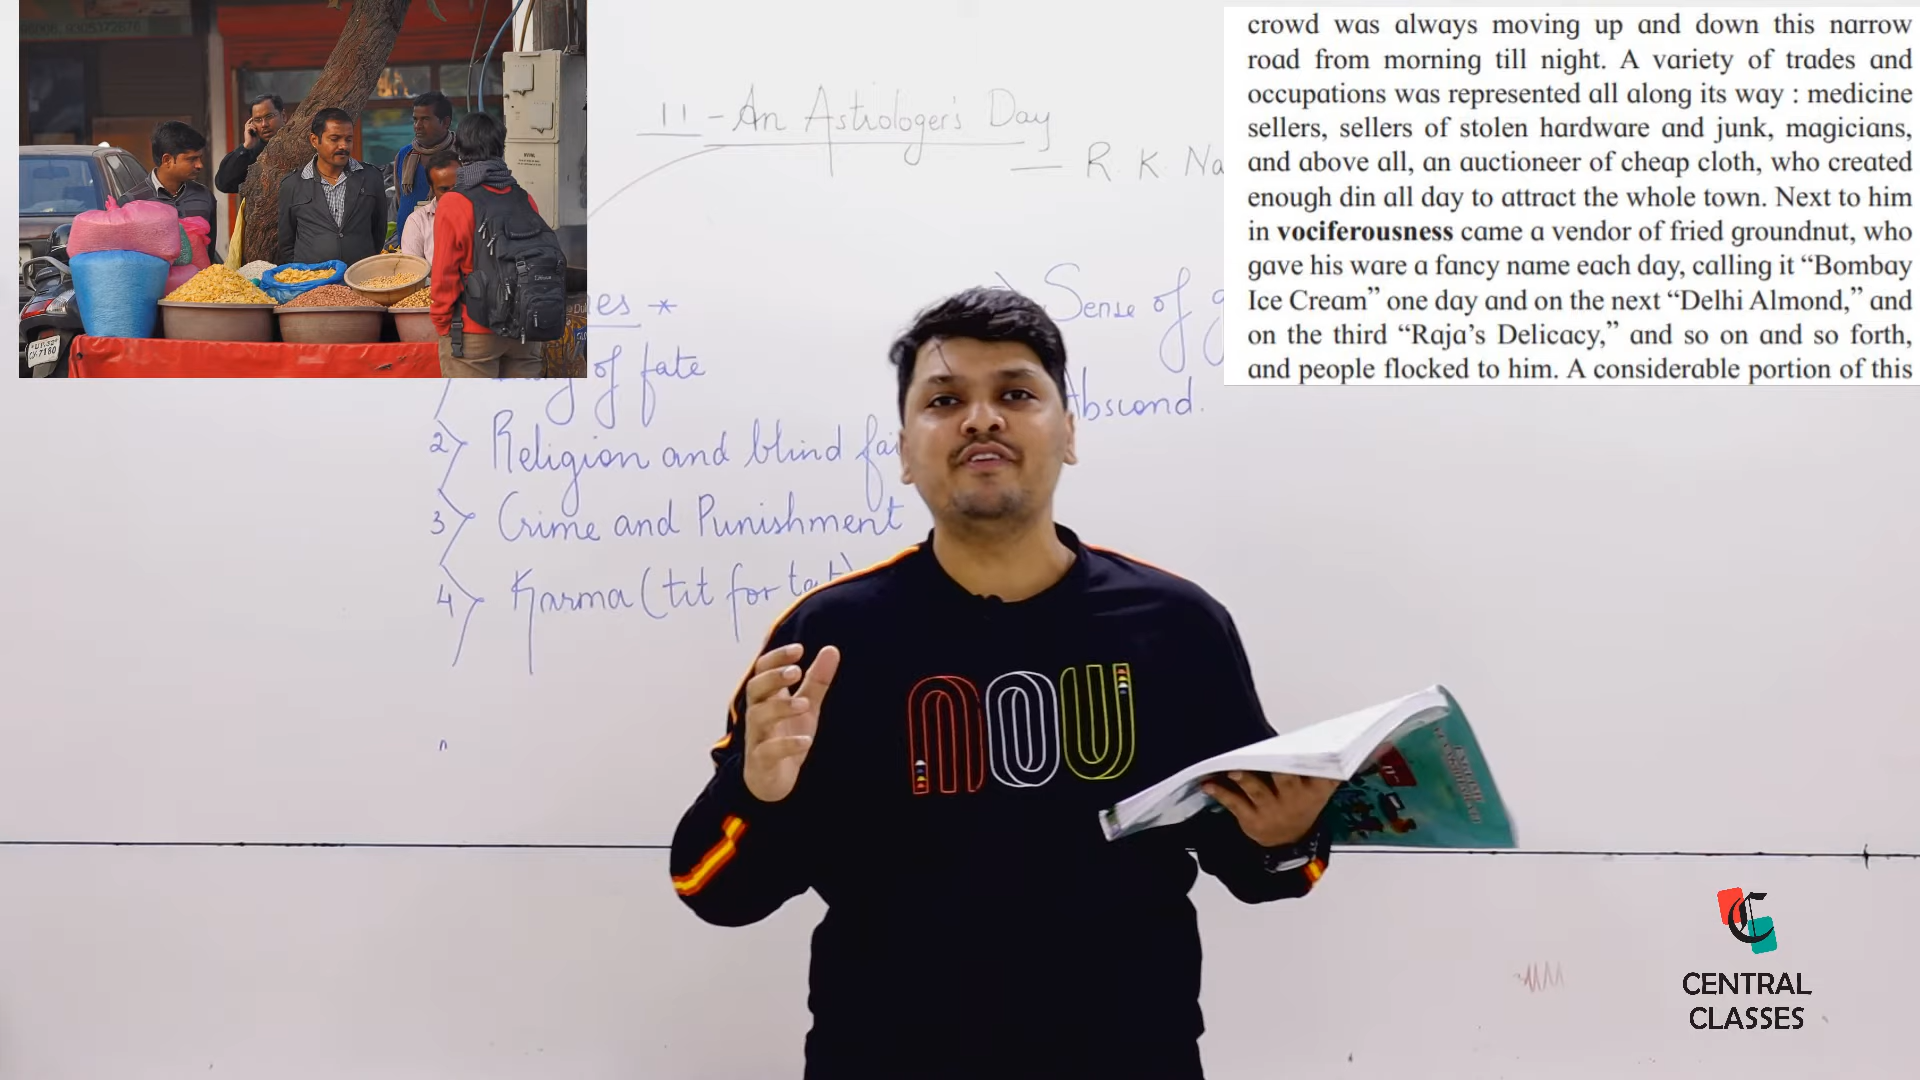 11 - An Astrologer's Day
— R. K. Na
es *
of fate
2) Religion and blind fai
3) Crime and Punishment
4) Karma (tit for tat)
Sense of g
Abscond.
crowd was always moving up and down this narrow
road from morning till night. A variety of trades and
occupations was represented all along its way : medicine
sellers, sellers of stolen hardware and junk, magicians,
and above all, an auctioneer of cheap cloth, who created
enough din all day to attract the whole town. Next to him
in vociferousness came a vendor of fried groundnut, who
gave his ware a fancy name each day, calling it “Bombay
Ice Cream” one day and on the next “Delhi Almond,” and
on the third “Raja’s Delicacy,” and so on and so forth,
and people flocked to him. A considerable portion of this
NOU
CENTRAL
CLASSES